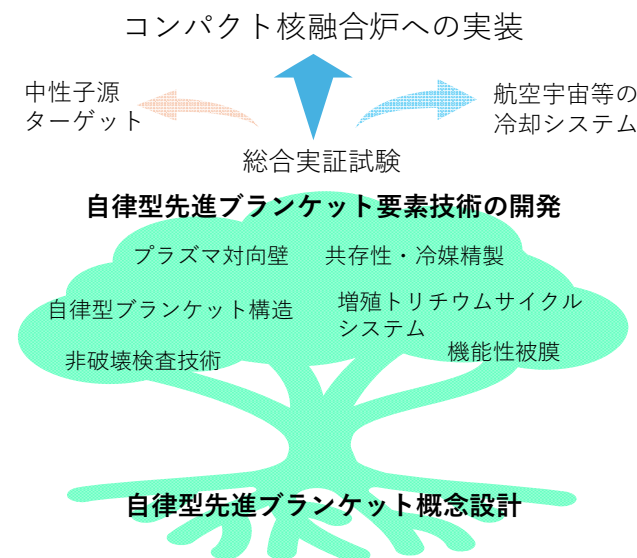 コンパクト核融合炉への実装
中性子源
ターゲット
航空宇宙等の
冷却システム
総合実証試験
自律型先進ブランケット要素技術の開発
プラズマ対向壁
共存性・冷媒精製
自律型ブランケット構造
増殖トリチウムサイクル
システム
非破壊検査技術
機能性被膜
自律型先進ブランケット概念設計